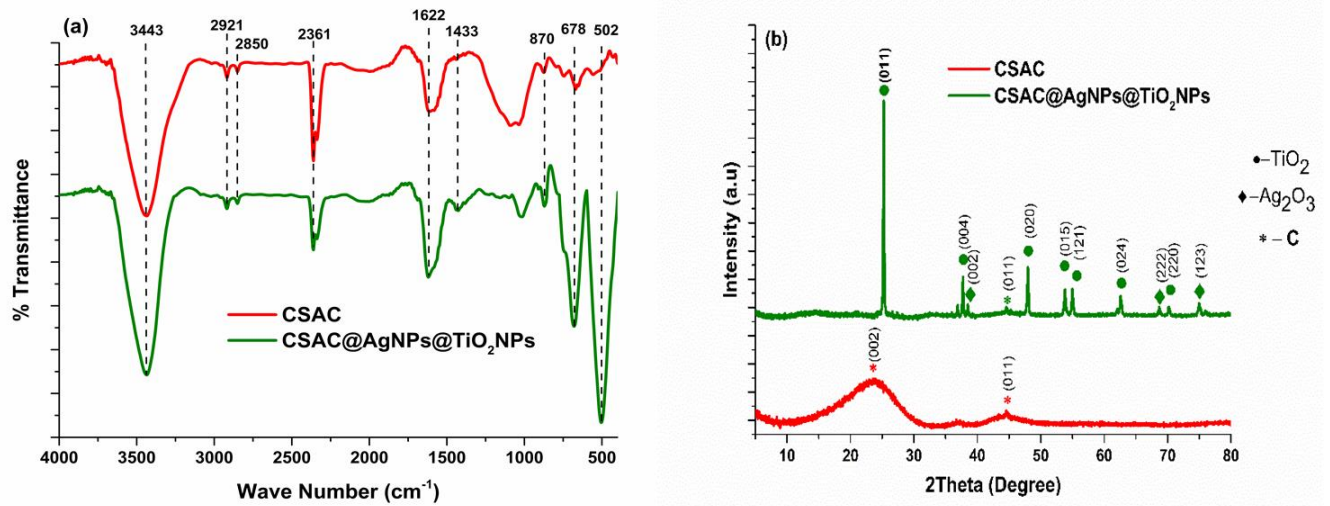 (a)
3443
2921
2850
2361
1622
1433
870
678
502
% Transmittance
CSAC
CSAC@AgNPs@TiO₂NPs
4000 3500 3000 2500 2000 1500 1000 500
Wave Number (cm⁻¹)
(b)
Intensity (a.u)
CSAC
CSAC@AgNPs@TiO₂NPs
●–TiO₂
♦–Ag₂O₃
*– C
(011)
(004)
(002)
(011)
(020)
(015)
(121)
(024)
(222)
(220)
(123)
*(002)
*(011)
10 20 30 40 50 60 70 80
2Theta (Degree)